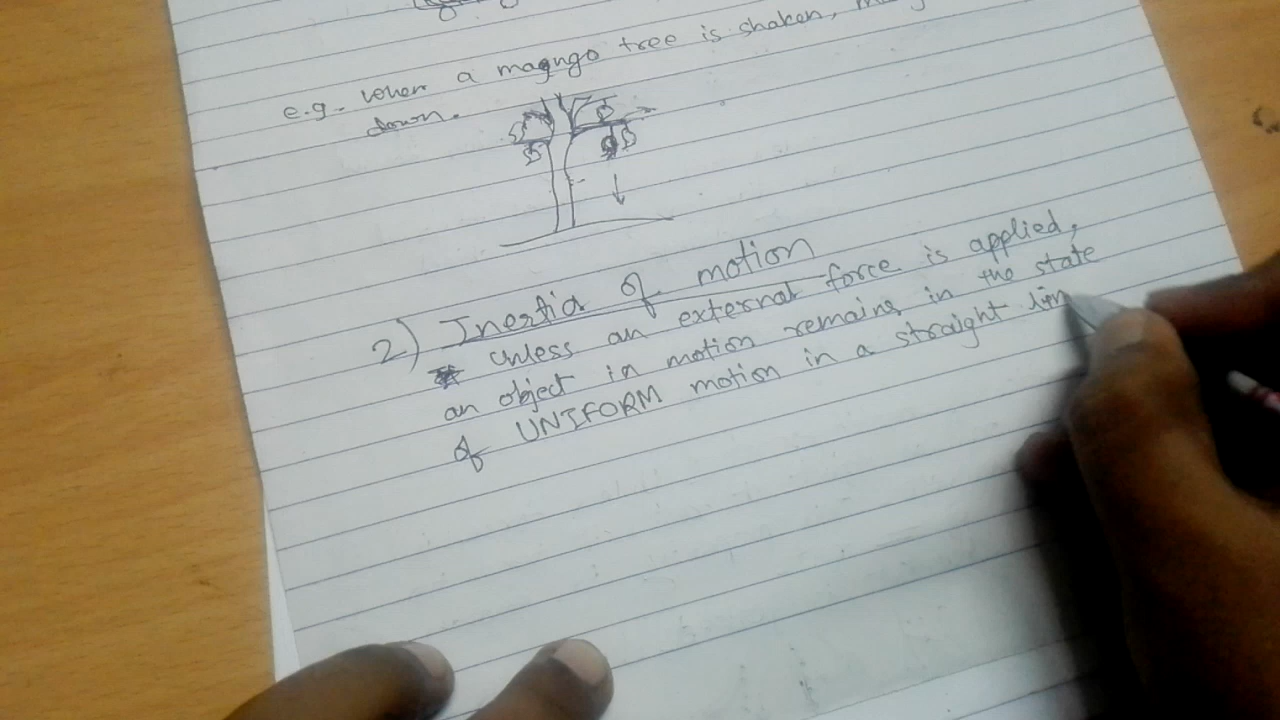 e.g. when a magngo tree is shaken,
down.
2) Inertia of motion
unless an external force is applied,
an object in motion remains in the state
of UNIFORM motion in a straight lin